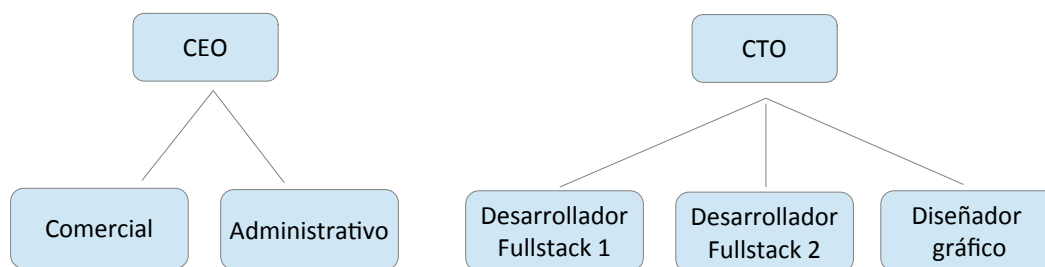 CEO
CTO
Comercial
Administrativo
Desarrollador
Fullstack 1
Desarrollador
Fullstack 2
Diseñador
gráfico